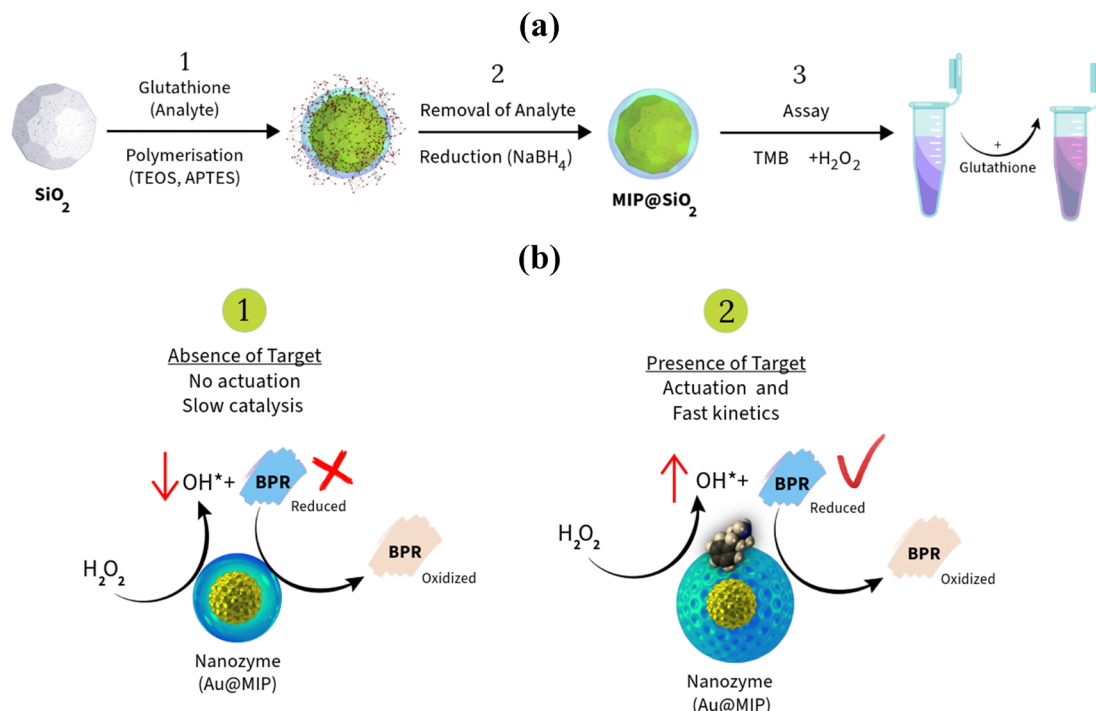 (a)
1
Glutathione
(Analyte)
Polymerisation
(TEOS, APTES)
SiO₂
2
Removal of Analyte
Reduction (NaBH₄)
MIP@SiO₂
3
Assay
TMB +H₂O₂
+
Glutathione
(b)
1
Absence of Target
No actuation
Slow catalysis
OH*+
BPR
Reduced
H₂O₂
BPR
Oxidized
Nanozyme
(Au@MIP)
2
Presence of Target
Actuation and
Fast kinetics
OH*+
BPR
Reduced
H₂O₂
BPR
Oxidized
Nanozyme
(Au@MIP)